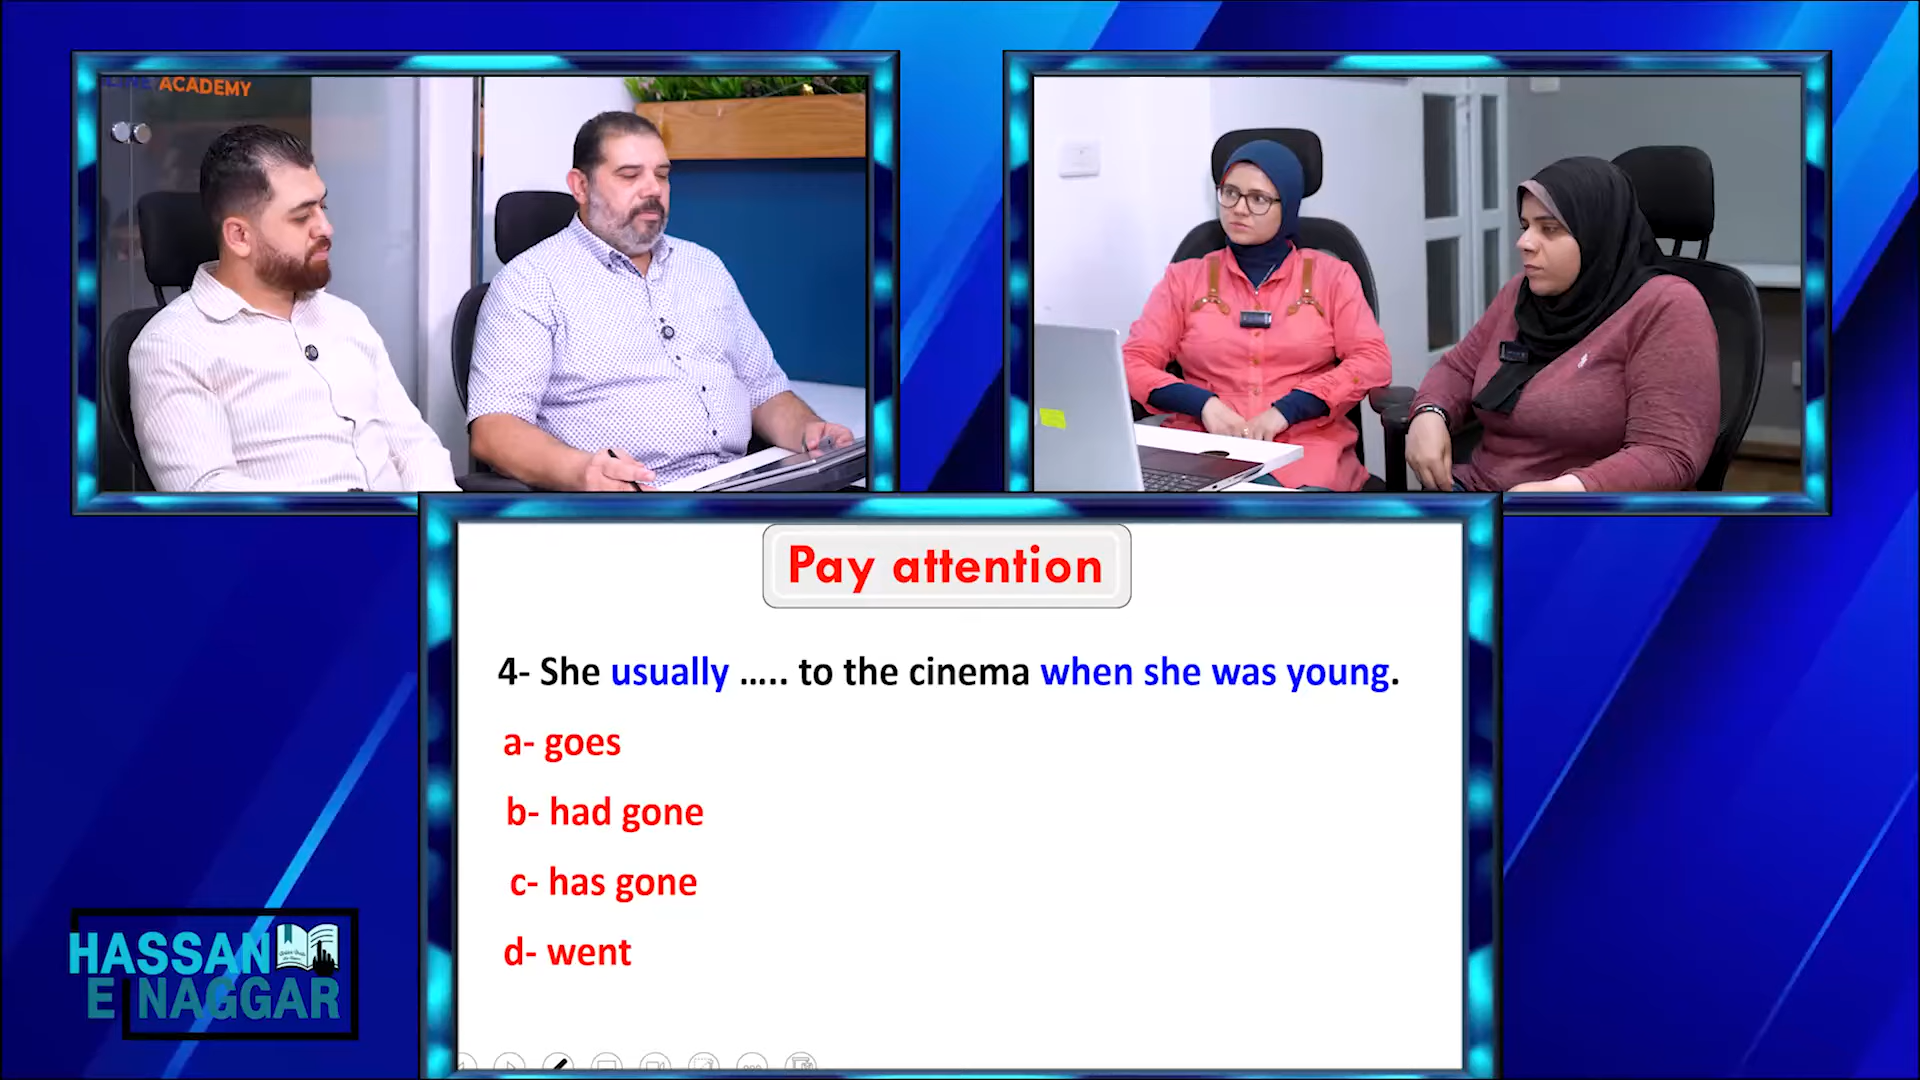 ACADEMY
Pay attention
4- She usually ..... to the cinema when she was young.
a- goes
b- had gone
c- has gone
d- went
HASSAN
E NAGGAR